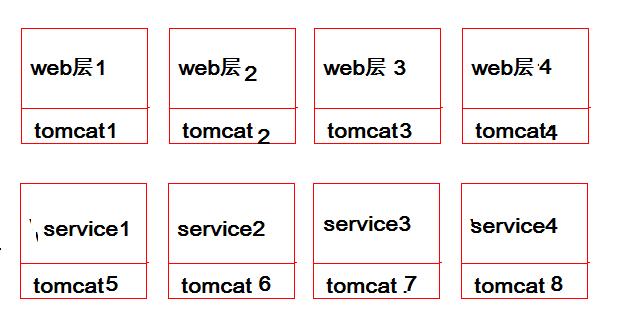 web层1 web层2 web层 3 web层4
tomcat1 tomcat 2 tomcat3 tomcat4
service1 service2 service3 service4
tomcat5 tomcat 6 tomcat 7 tomcat 8